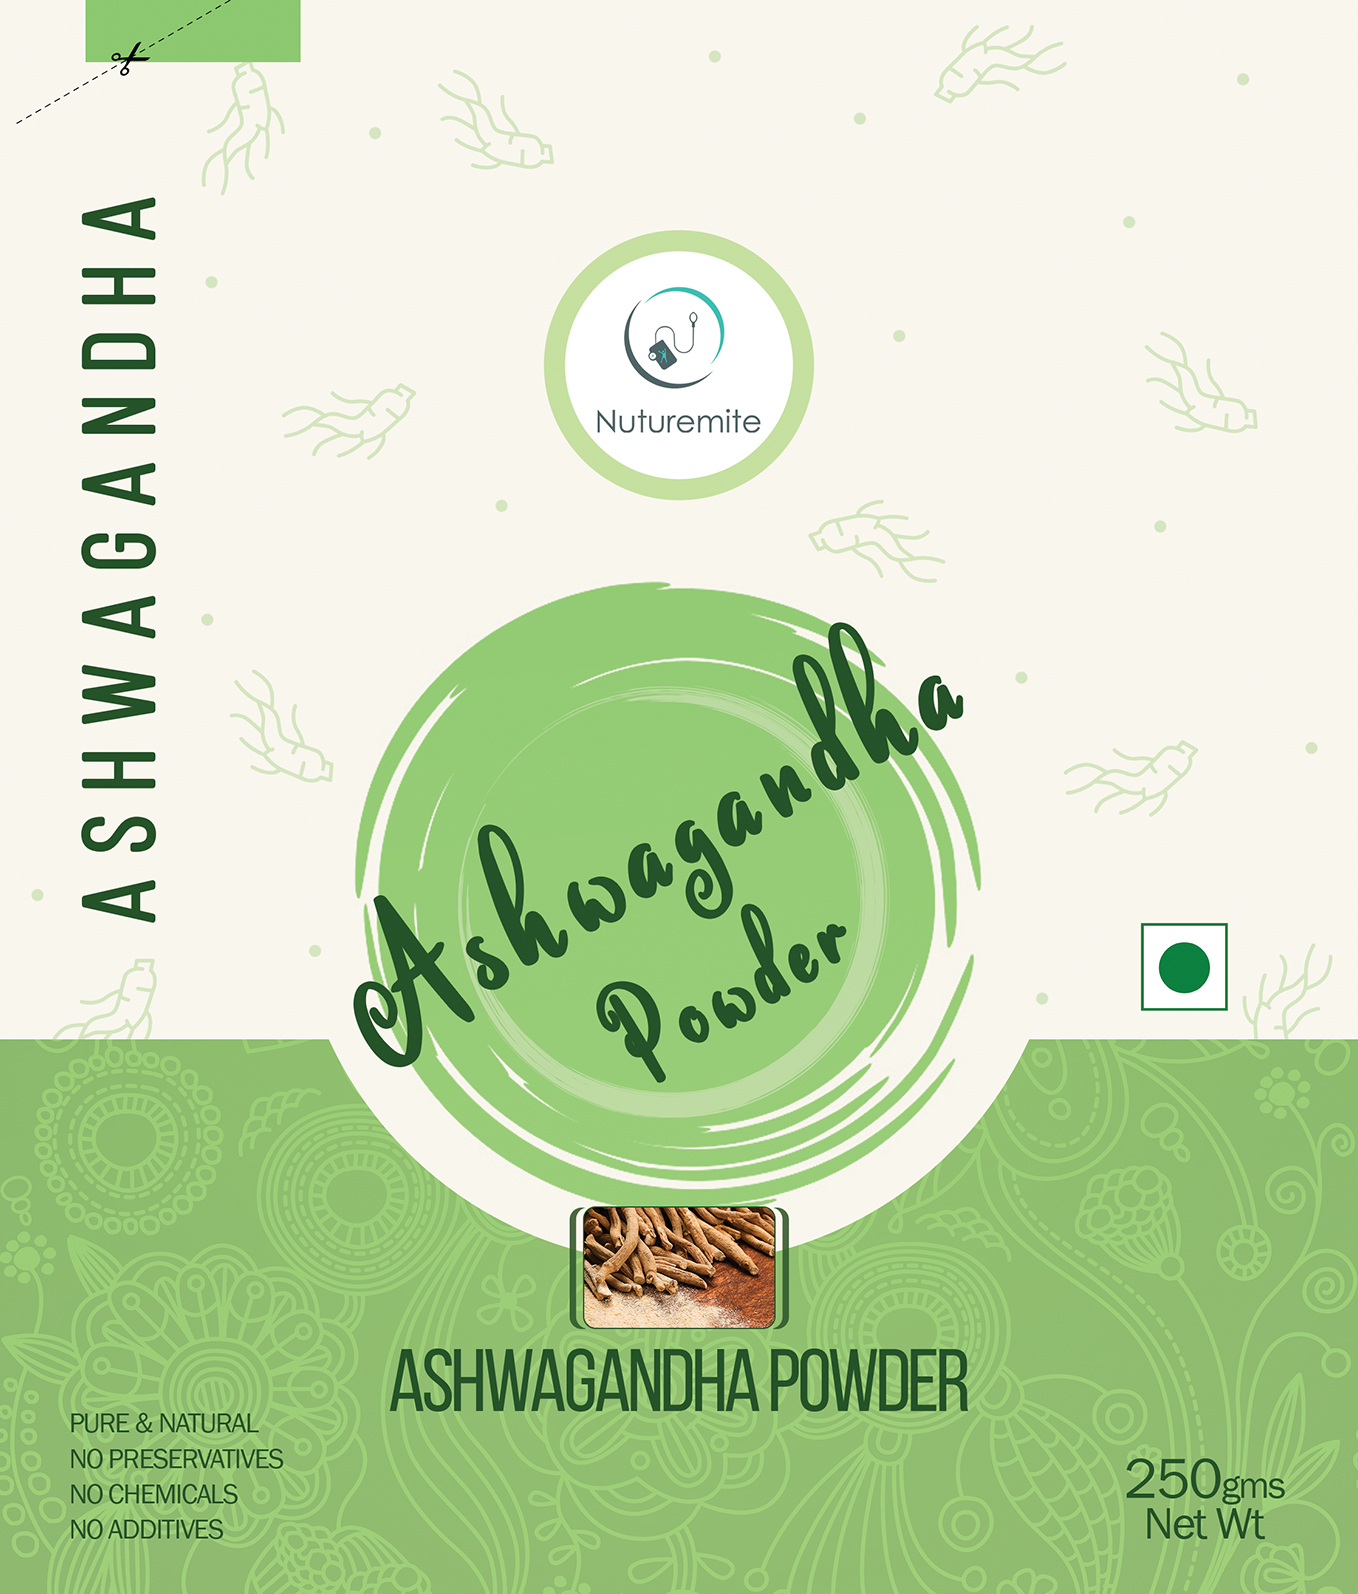 ASHWAGANDHA
Nuturemite
Ashwagandha
Powder
ASHWAGANDHA POWDER
PURE & NATURAL
NO PRESERVATIVES
NO CHEMICALS
NO ADDITIVES
250gms
Net Wt